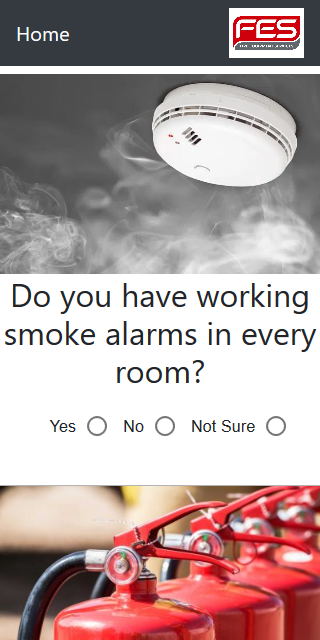 Home
FES
Do you have working
smoke alarms in every
room?
Yes No Not Sure